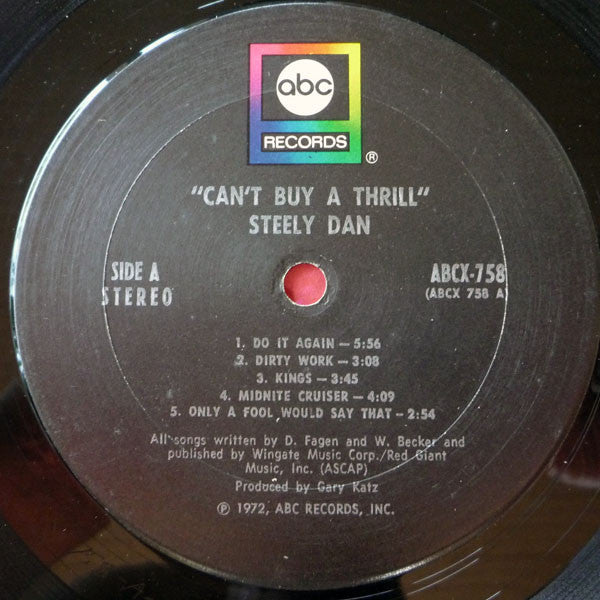 abc
RECORDS
®
"CAN'T BUY A THRILL"
STEELY DAN
SIDE A
STEREO
ABCX-758
(ABCX 758 A)
1. DO IT AGAIN — 5:56
2. DIRTY WORK — 3:08
3. KINGS — 3:45
4. MIDNITE CRUISER — 4:09
5. ONLY A FOOL WOULD SAY THAT — 2:54
All songs written by D. Fagen and W. Becker and
published by Wingate Music Corp./Red Giant
Music, Inc. (ASCAP)
Produced by Gary Katz
℗ 1972, ABC RECORDS, INC.